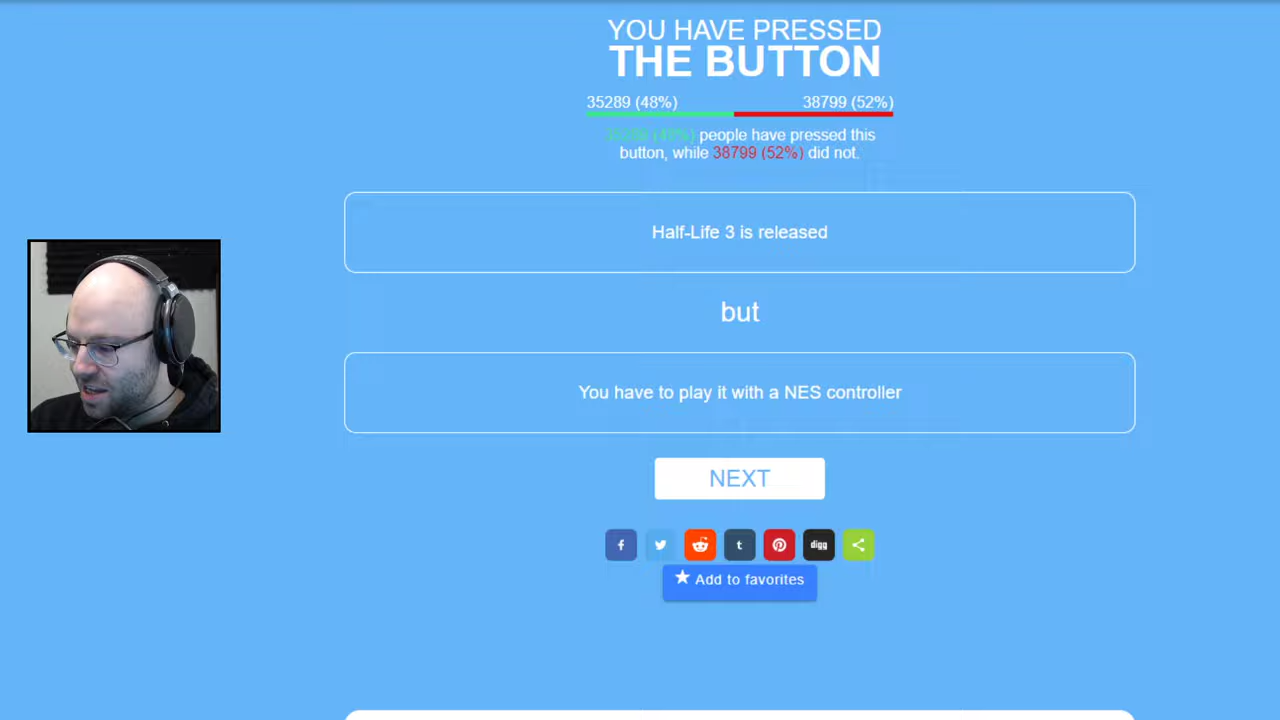 YOU HAVE PRESSED
THE BUTTON
35289 (48%) 38799 (52%)
35289 (48%) people have pressed this
button, while 38799 (52%) did not.
Half-Life 3 is released
but
You have to play it with a NES controller
NEXT
f t digg
Add to favorites